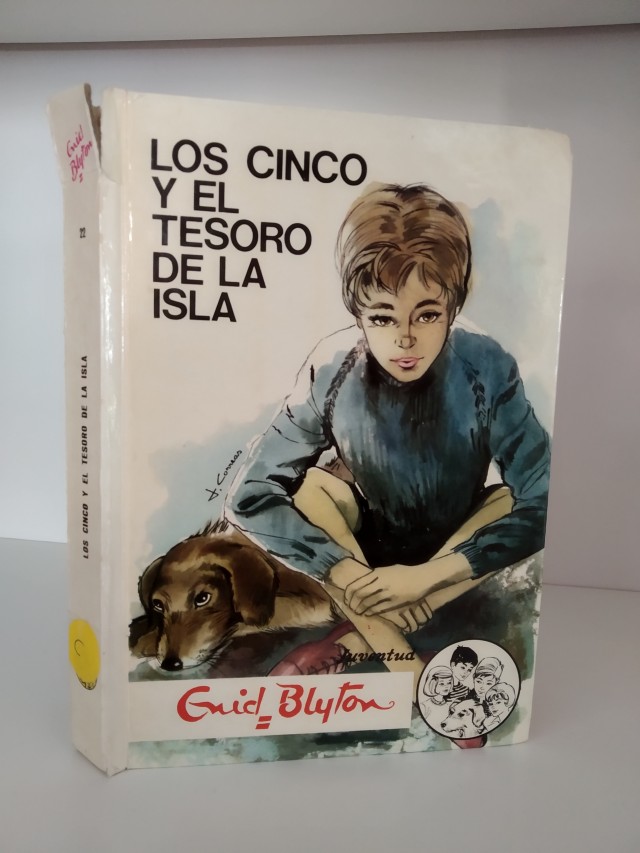 LOS CINCO
Y EL
TESORO
DE LA
ISLA
J. Correas
Juventud
Enid Blyton
Enid
Blyton
LOS CINCO Y EL TESORO DE LA ISLA